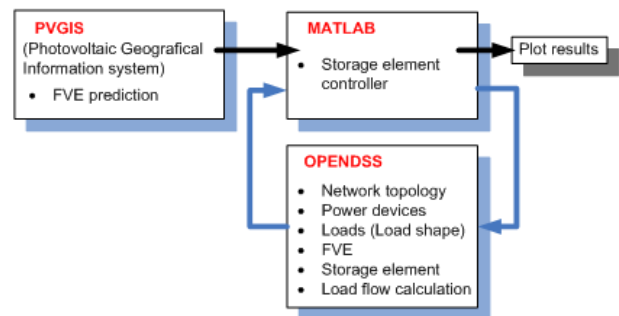 PVGIS
(Photovoltaic Geografical
Information system)
• FVE prediction
MATLAB
• Storage element
controller
Plot results
OPENDSS
• Network topology
• Power devices
• Loads (Load shape)
• FVE
• Storage element
• Load flow calculation